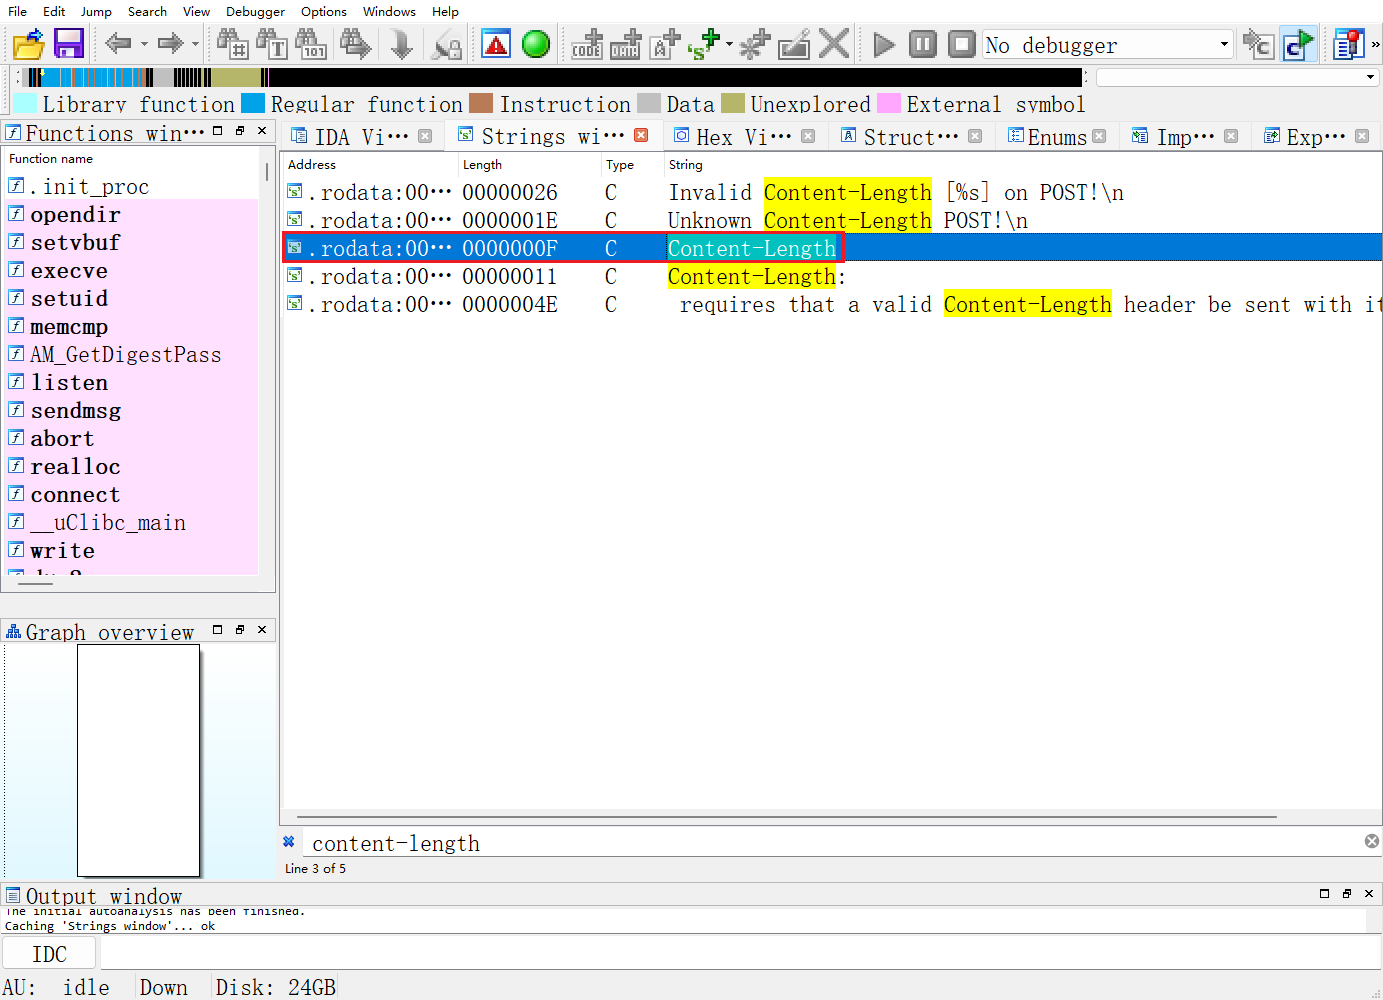 File Edit Jump Search View Debugger Options Windows Help
No debugger
Library function Regular function Instruction Data Unexplored External symbol
Functions win···
Function name
.init_proc
opendir
setvbuf
execve
setuid
memcmp
AM_GetDigestPass
listen
sendmsg
abort
realloc
connect
__uClibc_main
write
Graph overview
IDA Vi··· Strings wi··· Hex Vi··· Struct··· Enums Imp··· Exp···
Address Length Type String
.rodata:00··· 00000026 C Invalid Content-Length [%s] on POST!\n
.rodata:00··· 0000001E C Unknown Content-Length POST!\n
.rodata:00··· 0000000F C Content-Length
.rodata:00··· 00000011 C Content-Length:
.rodata:00··· 0000004E C requires that a valid Content-Length header be sent with it
content-length
Line 3 of 5
Output window
The initial autoanalysis has been finished.
Caching 'Strings window'... ok
IDC
AU: idle Down Disk: 24GB